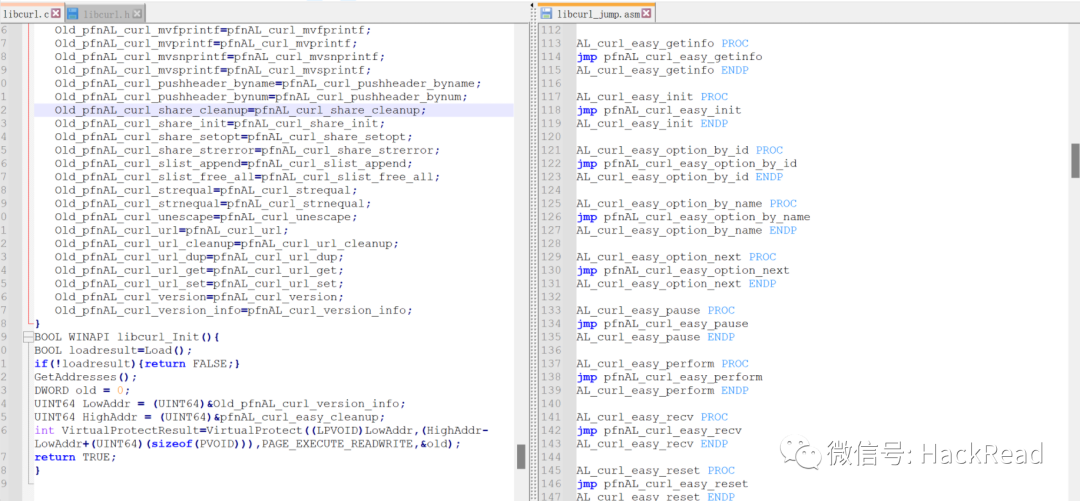 libcurl.c libcurl.h
6 Old_pfnAL_curl_mvfprintf=pfnAL_curl_mvfprintf;
7 Old_pfnAL_curl_mvprintf=pfnAL_curl_mvprintf;
8 Old_pfnAL_curl_mvsnprintf=pfnAL_curl_mvsnprintf;
9 Old_pfnAL_curl_mvsprintf=pfnAL_curl_mvsprintf;
0 Old_pfnAL_curl_pushheader_byname=pfnAL_curl_pushheader_byname;
1 Old_pfnAL_curl_pushheader_bynum=pfnAL_curl_pushheader_bynum;
2 Old_pfnAL_curl_share_cleanup=pfnAL_curl_share_cleanup;
3 Old_pfnAL_curl_share_init=pfnAL_curl_share_init;
4 Old_pfnAL_curl_share_setopt=pfnAL_curl_share_setopt;
5 Old_pfnAL_curl_share_strerror=pfnAL_curl_share_strerror;
6 Old_pfnAL_curl_slist_append=pfnAL_curl_slist_append;
7 Old_pfnAL_curl_slist_free_all=pfnAL_curl_slist_free_all;
8 Old_pfnAL_curl_strequal=pfnAL_curl_strequal;
9 Old_pfnAL_curl_strnequal=pfnAL_curl_strnequal;
0 Old_pfnAL_curl_unescape=pfnAL_curl_unescape;
1 Old_pfnAL_curl_url=pfnAL_curl_url;
2 Old_pfnAL_curl_url_cleanup=pfnAL_curl_url_cleanup;
3 Old_pfnAL_curl_url_dup=pfnAL_curl_url_dup;
4 Old_pfnAL_curl_url_get=pfnAL_curl_url_get;
5 Old_pfnAL_curl_url_set=pfnAL_curl_url_set;
6 Old_pfnAL_curl_version=pfnAL_curl_version;
7 Old_pfnAL_curl_version_info=pfnAL_curl_version_info;
8 }
9 BOOL WINAPI libcurl_Init(){
0 BOOL loadresult=Load();
1 if(!loadresult){return FALSE;}
2 GetAddresses();
3 DWORD old = 0;
4 UINT64 LowAddr = (UINT64)&Old_pfnAL_curl_version_info;
5 UINT64 HighAddr = (UINT64)&pfnAL_curl_easy_cleanup;
6 int VirtualProtectResult=VirtualProtect((LPVOID)LowAddr,(HighAddr-
LowAddr+(UINT64)(sizeof(PVOID))),PAGE_EXECUTE_READWRITE,&old);
7 return TRUE;
8 }
9
libcurl_jump.asm
112
113 AL_curl_easy_getinfo PROC
114 jmp pfnAL_curl_easy_getinfo
115 AL_curl_easy_getinfo ENDP
116
117 AL_curl_easy_init PROC
118 jmp pfnAL_curl_easy_init
119 AL_curl_easy_init ENDP
120
121 AL_curl_easy_option_by_id PROC
122 jmp pfnAL_curl_easy_option_by_id
123 AL_curl_easy_option_by_id ENDP
124
125 AL_curl_easy_option_by_name PROC
126 jmp pfnAL_curl_easy_option_by_name
127 AL_curl_easy_option_by_name ENDP
128
129 AL_curl_easy_option_next PROC
130 jmp pfnAL_curl_easy_option_next
131 AL_curl_easy_option_next ENDP
132
133 AL_curl_easy_pause PROC
134 jmp pfnAL_curl_easy_pause
135 AL_curl_easy_pause ENDP
136
137 AL_curl_easy_perform PROC
138 jmp pfnAL_curl_easy_perform
139 AL_curl_easy_perform ENDP
140
141 AL_curl_easy_recv PROC
142 jmp pfnAL_curl_easy_recv
143 AL_curl_easy_recv ENDP
144
145 AL_curl_easy_reset PROC
146 jmp pfnAL_curl_easy_reset
147 AL_curl_easy_reset ENDP
微信号: HackRead